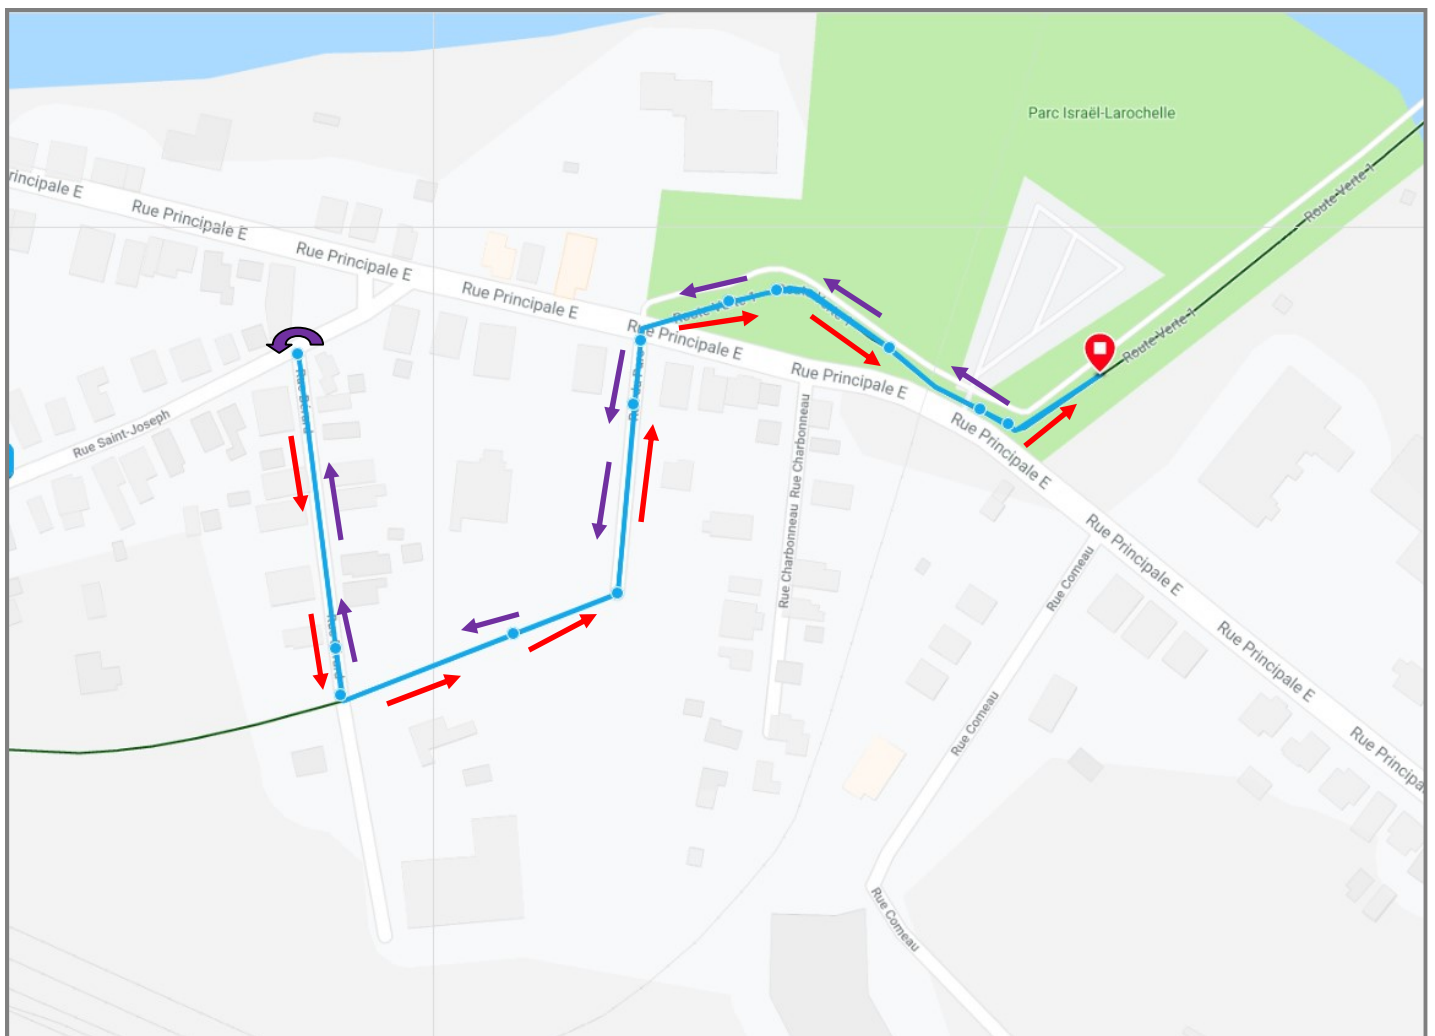 Parc Israël-Larochelle
Route Verte 1
rincipale E
Rue Principale E
Rue Principale E
Rue Principale E
Rue Principale E
Route Verte 1
Rue Principale E
Rue Saint-Joseph
Rue Bérard
Rue Charbonneau
Rue Charbonneau
Rue Principale E
Rue Principale E
Rue Comeau
Rue Principale E
Rue Comeau
Rue Principa
Rue Comeau